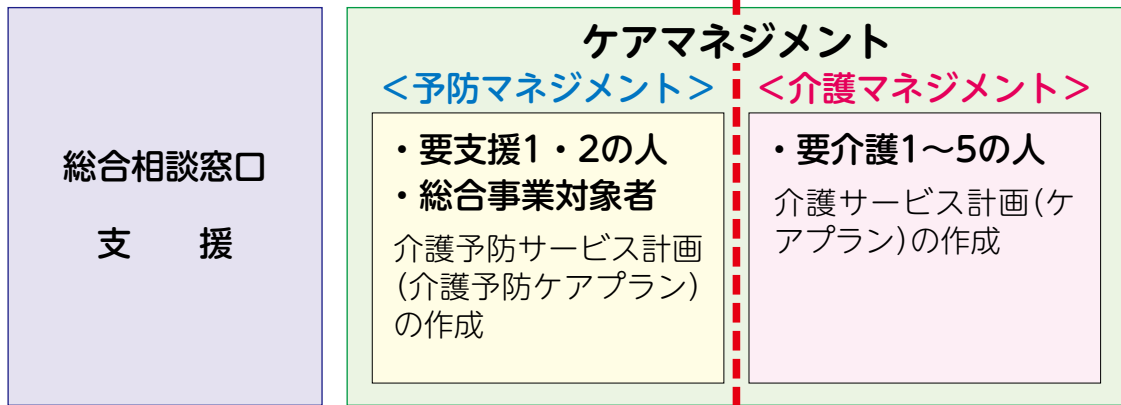 総合相談窓口
支　　援
ケアマネジメント
＜予防マネジメント＞
・要支援1・2の人
・総合事業対象者
介護予防サービス計画
(介護予防ケアプラン)
の作成
＜介護マネジメント＞
・要介護1～5の人
介護サービス計画(ケ
アプラン)の作成